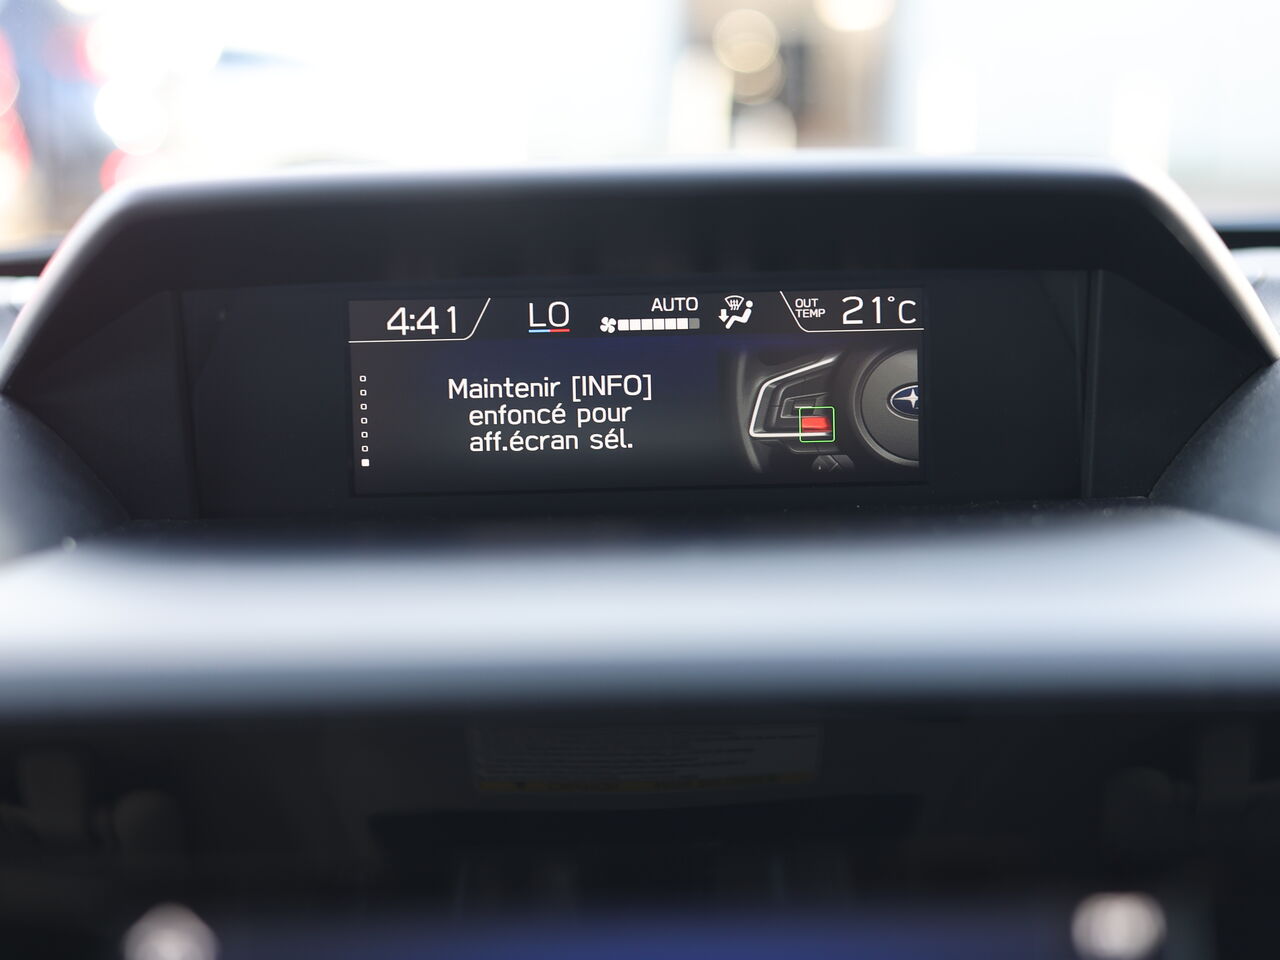 4:41
LO
AUTO
OUT
TEMP
21°C
Maintenir [INFO]
enfoncé pour
aff.écran sél.